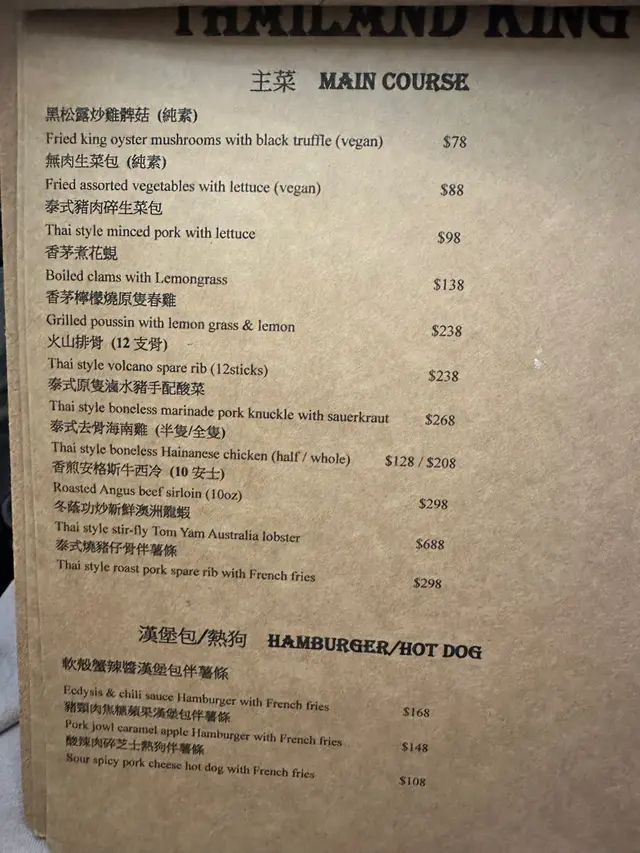 THAILAND KING
主菜 MAIN COURSE
黑松露炒雞髀菇 (純素)
Fried king oyster mushrooms with black truffle (vegan) $78
無肉生菜包 (純素)
Fried assorted vegetables with lettuce (vegan) $88
泰式豬肉碎生菜包
Thai style minced pork with lettuce $98
香茅煮花蜆
Boiled clams with Lemongrass $138
香茅檸檬燒原隻春雞
Grilled poussin with lemon grass & lemon $238
火山排骨 (12 支骨)
Thai style volcano spare rib (12sticks) $238
泰式原隻滷水豬手配酸菜
Thai style boneless marinade pork knuckle with sauerkraut $268
泰式去骨海南雞 (半隻/全隻)
Thai style boneless Hainanese chicken (half / whole) $128 / $208
香煎安格斯牛西冷 (10 安士)
Roasted Angus beef sirloin (10oz) $298
冬蔭功炒新鮮澳洲龍蝦
Thai style stir-fly Tom Yam Australia lobster $688
泰式燒豬仔骨伴薯條
Thai style roast pork spare rib with French fries $298
漢堡包/熱狗 HAMBURGER/HOT DOG
軟殼蟹辣醬漢堡包伴薯條
Ecdysis & chili sauce Hamburger with French fries $168
豬頸肉焦糖蘋果漢堡包伴薯條
Pork jowl caramel apple Hamburger with French fries $148
酸辣肉碎芝士熱狗伴薯條
Sour spicy pork cheese hot dog with French fries $108